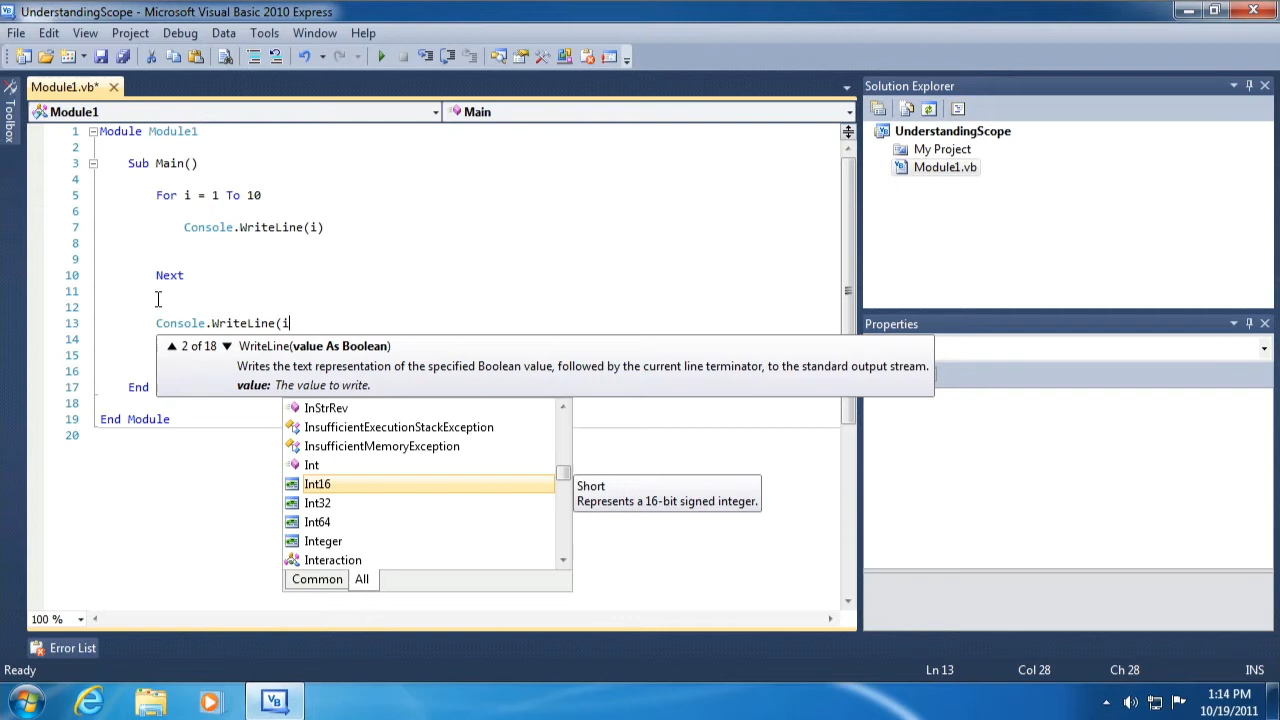 UnderstandingScope - Microsoft Visual Basic 2010 Express
File Edit View Project Debug Data Tools Window Help
Toolbox
Module1.vb*
Module1
Main
1 Module Module1
2
3 Sub Main()
4
5 For i = 1 To 10
6
7 Console.WriteLine(i)
8
9
10 Next
11
12
13 Console.WriteLine(i
14
15
16
17 End
18
19 End Module
20
2 of 18 WriteLine(value As Boolean)
Writes the text representation of the specified Boolean value, followed by the current line terminator, to the standard output stream.
value: The value to write.
InStrRev
InsufficientExecutionStackException
InsufficientMemoryException
Int
Int16
Int32
Int64
Integer
Interaction
Common All
Short
Represents a 16-bit signed integer.
100 %
Solution Explorer
UnderstandingScope
My Project
Module1.vb
Properties
Error List
Ready Ln 13 Col 28 Ch 28 INS
VB
1:14 PM
10/19/2011